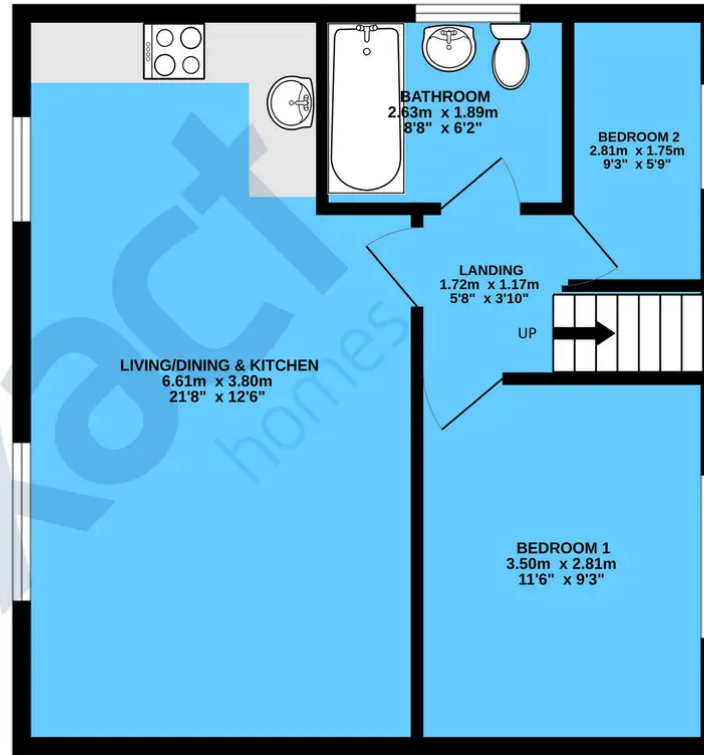 BATHROOM
2.63m x 1.89m
8'8" x 6'2"
BEDROOM 2
2.81m x 1.75m
9'3" x 5'9"
LANDING
1.72m x 1.17m
5'8" x 3'10"
UP
LIVING/DINING & KITCHEN
6.61m x 3.80m
21'8" x 12'6"
BEDROOM 1
3.50m x 2.81m
11'6" x 9'3"
xact
homes